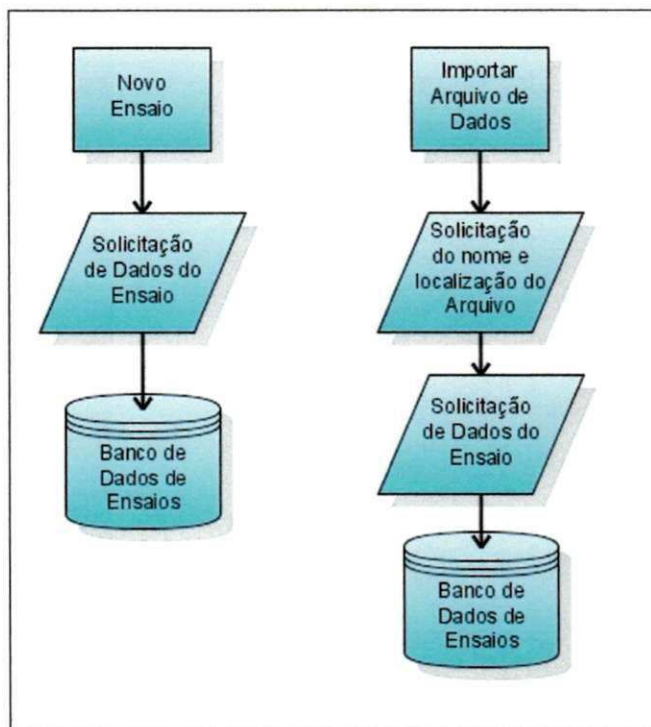 Novo
Ensaio
Solicitação
de Dados do
Ensaio
Banco de
Dados de
Ensaios
Importar
Arquivo de
Dados
Solicitação
do nome e
localização do
Arquivo
Solicitação
de Dados do
Ensaio
Banco de
Dados de
Ensaios